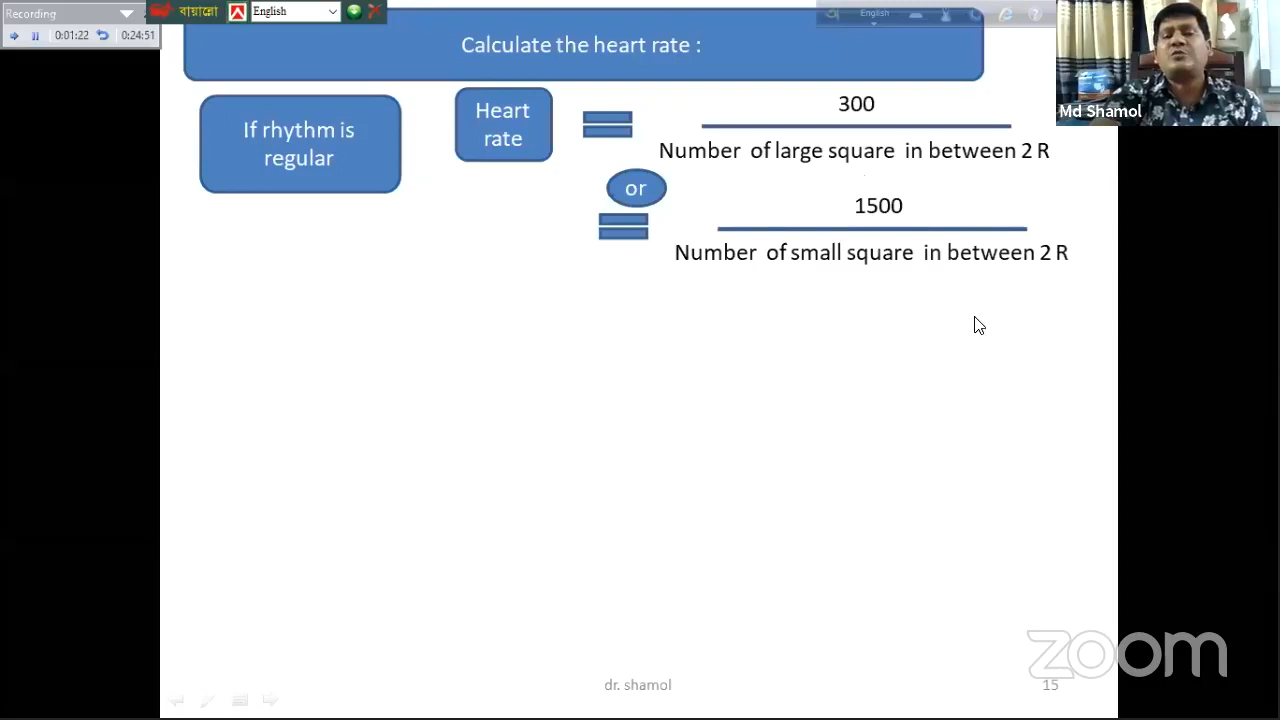 Recording
0:01:22
0:24:51
বায়ান্নো
English
English
Calculate the heart rate :
If rhythm is
regular
Heart
rate
300
Number of large square in between 2 R
or
1500
Number of small square in between 2 R
Md Shamol
zoom
dr. shamol
15